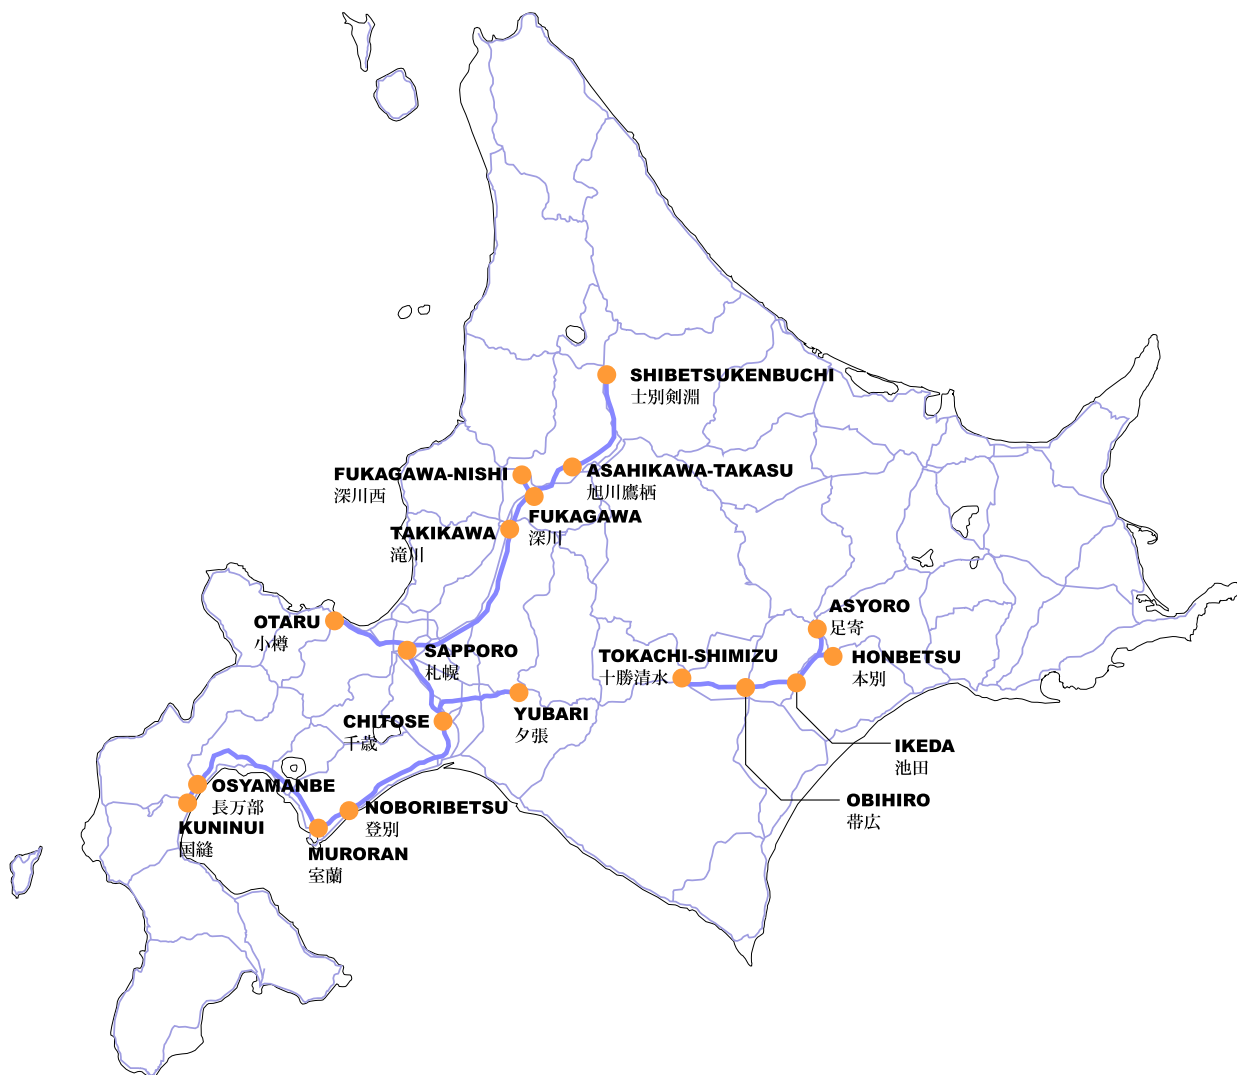 SHIBETSUKENBUCHI
士別剣淵
FUKAGAWA-NISHI
深川西
ASAHIKAWA-TAKASU
旭川鷹栖
TAKIKAWA
滝川
FUKAGAWA
深川
OTARU
小樽
SAPPORO
札幌
ASYORO
足寄
TOKACHI-SHIMIZU
十勝清水
HONBETSU
本別
CHITOSE
千歳
YUBARI
夕張
IKEDA
池田
OSYAMANBE
長万部
OBIHIRO
帯広
NOBORIBETSU
登別
KUNINUI
国縫
MURORAN
室蘭